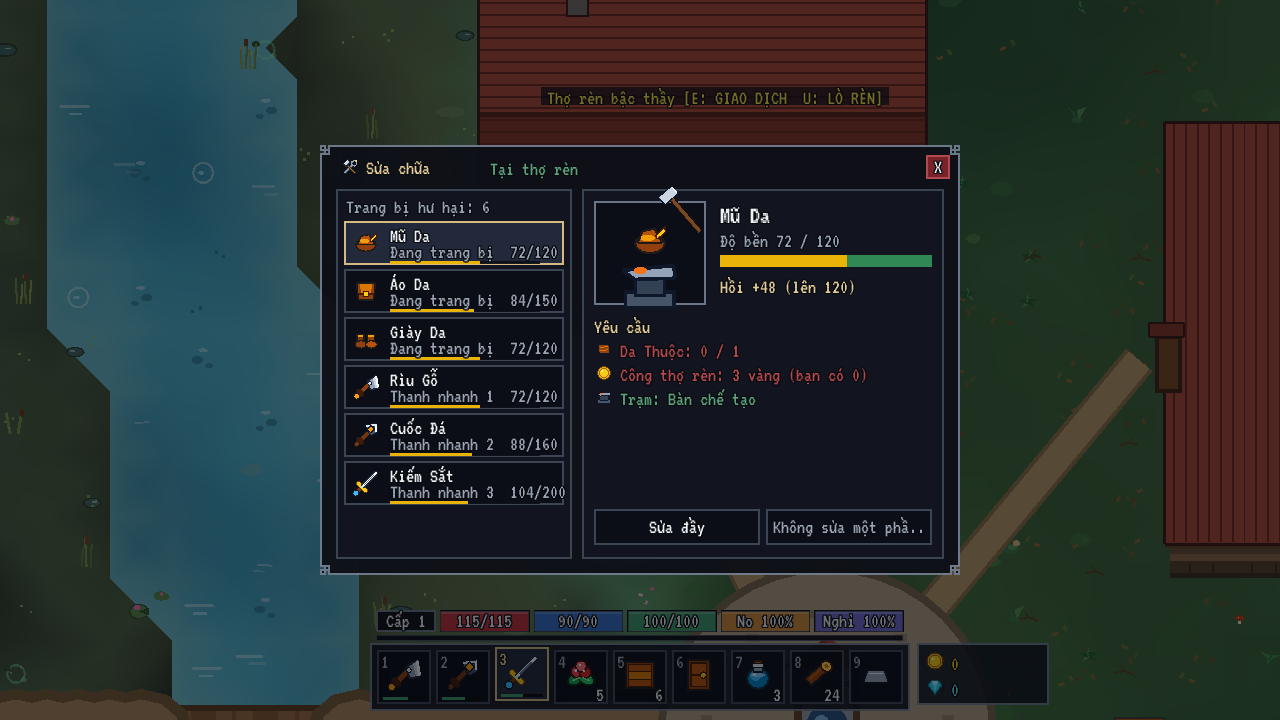 Thợ rèn bậc thầy [E: GIAO DỊCH  U: LÒ RÈN]
Sửa chữa
Tại thợ rèn
X
Trang bị hư hại: 6
Mũ Da
Đang trang bị 72/120
Áo Da
Đang trang bị 84/150
Giày Da
Đang trang bị 72/120
Rìu Gỗ
Thanh nhanh 1 72/120
Cuốc Đá
Thanh nhanh 2 88/160
Kiếm Sắt
Thanh nhanh 3 104/200
Mũ Da
Độ bền 72 / 120
Hồi +48 (lên 120)
Yêu cầu
Da Thuộc: 0 / 1
Công thợ rèn: 3 vàng (bạn có 0)
Trạm: Bàn chế tạo
Sửa đầy
Không sửa một phầ..
Cấp 1
115/115
90/90
100/100
No 100%
Nghỉ 100%
1
2
3
4
5
5
6
6
7
3
8
24
9
0
0